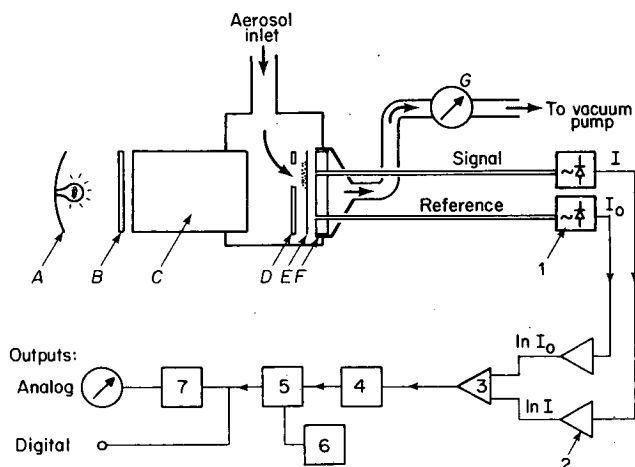 Aerosol
inlet
G
To vacuum
pump
Signal
I
Reference
I₀
A
B
C
D
E
F
1
ln I₀
Outputs:
Analog
7
5
4
3
ln I
6
2
Digital